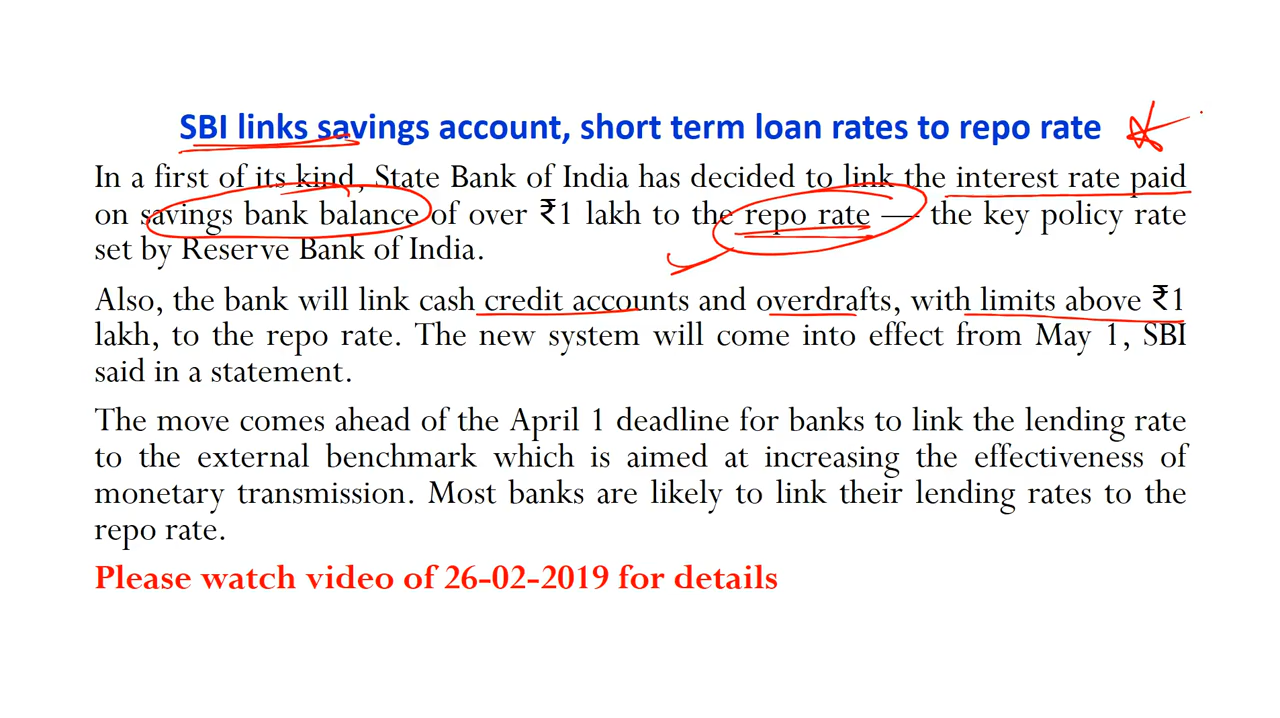 SBI links savings account, short term loan rates to repo rate
In a first of its kind, State Bank of India has decided to link the interest rate paid
on savings bank balance of over ₹1 lakh to the repo rate — the key policy rate
set by Reserve Bank of India.
Also, the bank will link cash credit accounts and overdrafts, with limits above ₹1
lakh, to the repo rate. The new system will come into effect from May 1, SBI
said in a statement.
The move comes ahead of the April 1 deadline for banks to link the lending rate
to the external benchmark which is aimed at increasing the effectiveness of
monetary transmission. Most banks are likely to link their lending rates to the
repo rate.
Please watch video of 26-02-2019 for details